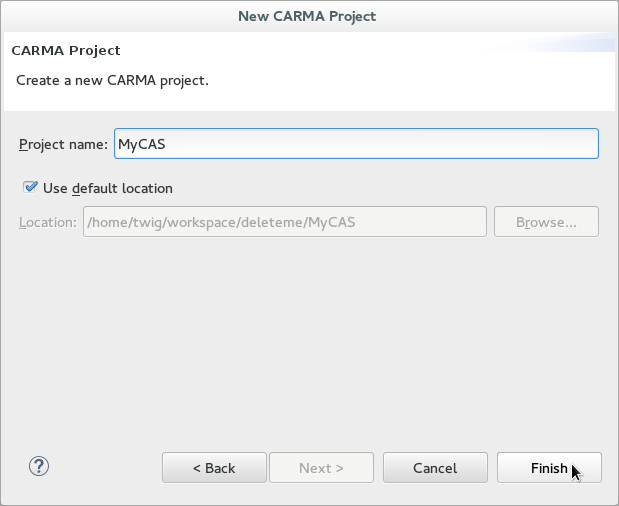 New CARMA Project
CARMA Project
Create a new CARMA project.
Project name: MyCAS
Use default location
Location: /home/twig/workspace/deleteme/MyCAS Browse...
? < Back Next > Cancel Finish